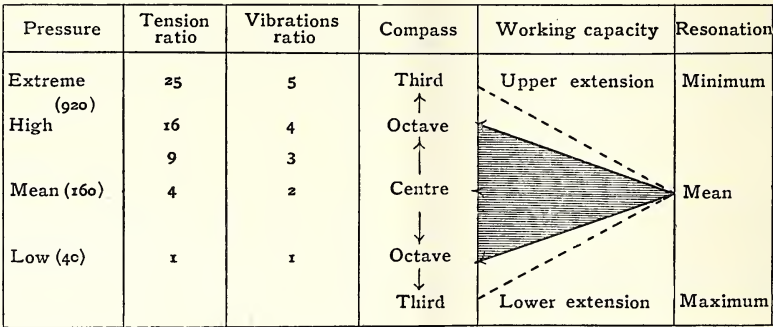 Pressure Tension ratio Vibrations ratio Compass Working capacity Resonation
Extreme 25 5 Third Upper extension Minimum
(920)
High 16 4 Octave
9 3
Mean (160) 4 2 Centre Mean
Low (40) 1 1 Octave
Third Lower extension Maximum